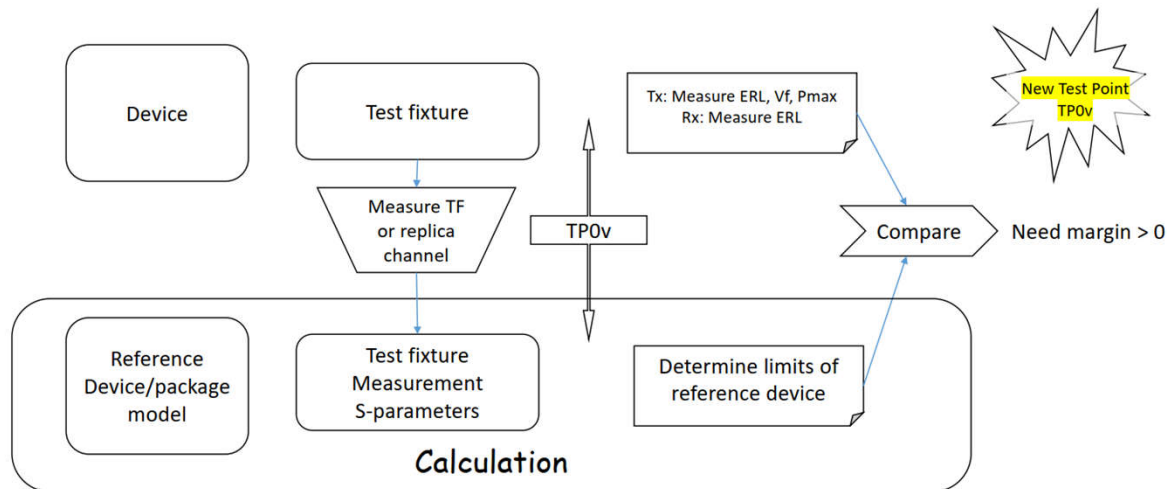 Device
Test fixture
Tx: Measure ERL, Vf, Pmax
Rx: Measure ERL
New Test Point
TP0v
Measure TF
or replica
channel
TP0v
Compare
Need margin > 0
Reference
Device/package
model
Test fixture
Measurement
S-parameters
Determine limits of
reference device
Calculation